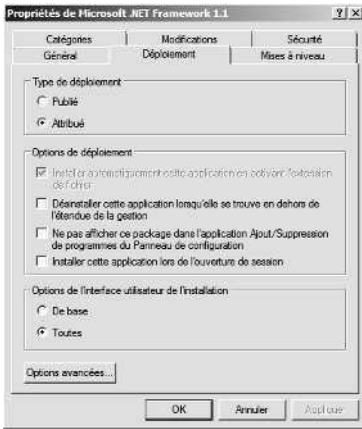 Propriétés de Microsoft .NET Framework 1.1
Catégories Modifications Sécurité
Général Déploiement Mises à niveau
Type de déploiement
Publié
Attribué
Options de déploiement
Installer automatiquement cette application en activant l'extension
de fichier
Désinstaller cette application lorsqu'elle se trouve en dehors de
l'étendue de la gestion
Ne pas afficher ce package dans l'application Ajout/Suppression
de programmes du Panneau de configuration
Installer cette application lors de l'ouverture de session
Options de l'interface utilisateur de l'installation
De base
Toutes
Options avancées...
OK Annuler Appliquer